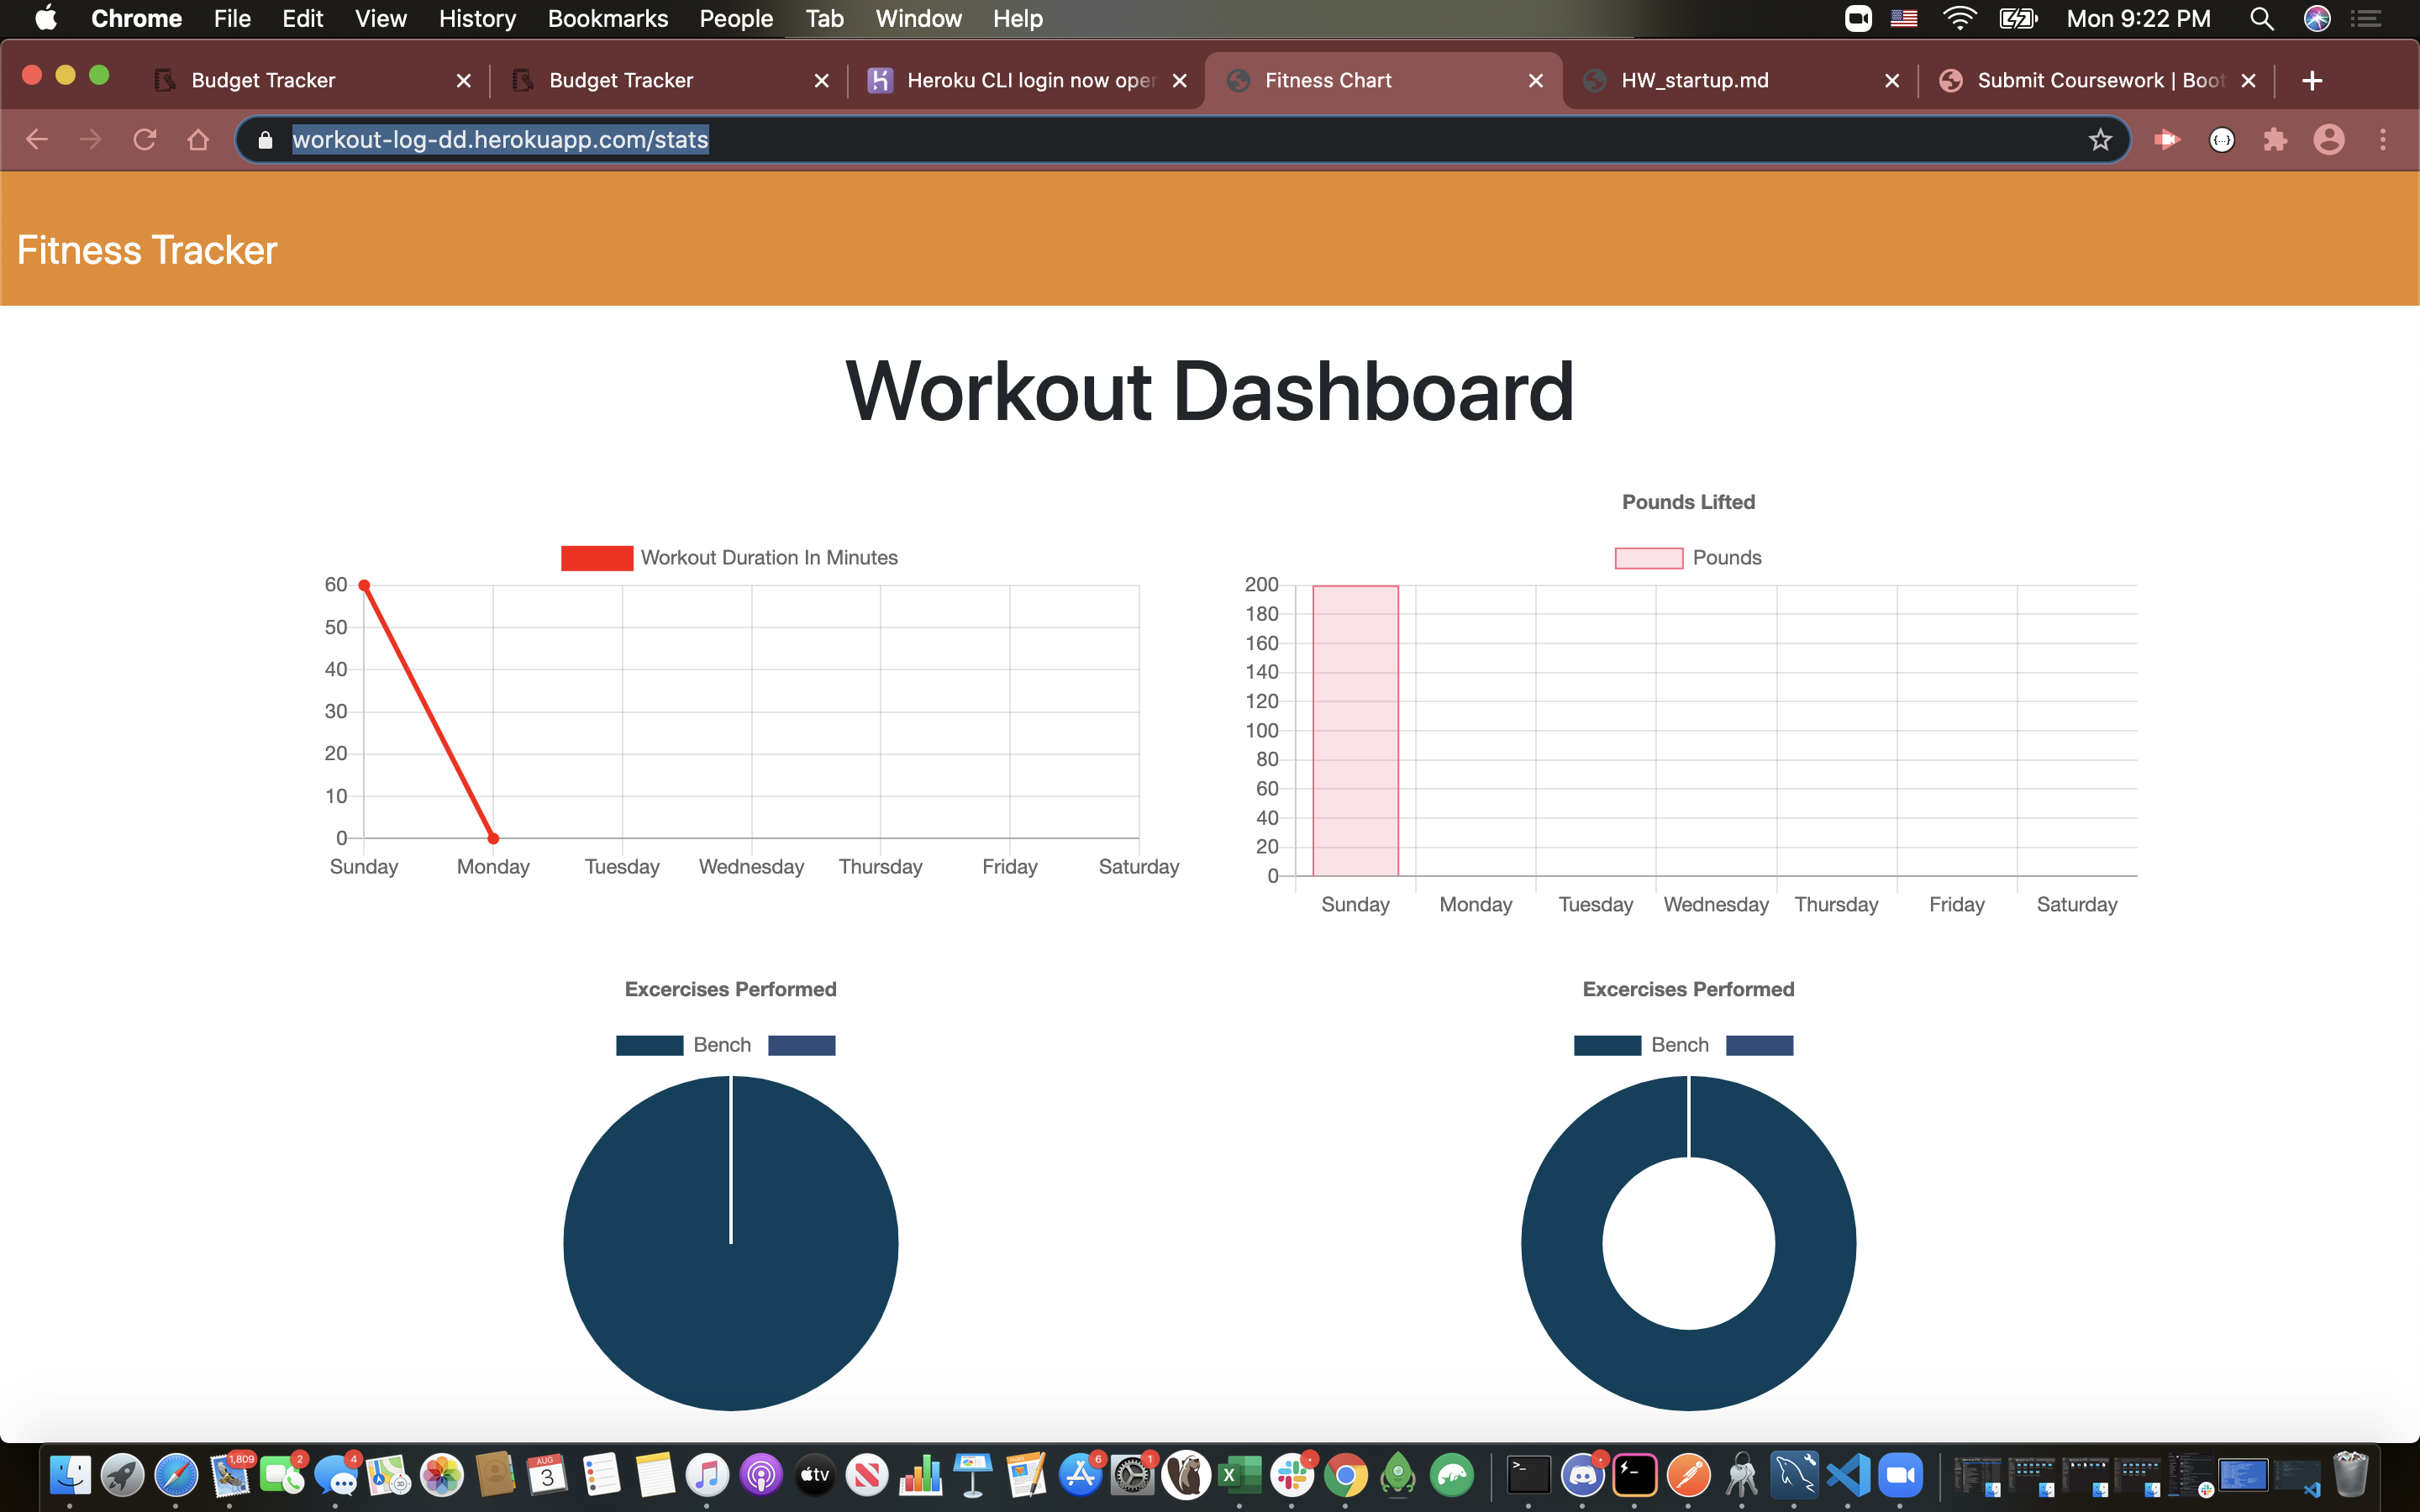 Chrome File Edit View History Bookmarks People Tab Window Help Mon 9:22 PM
Budget Tracker Budget Tracker Heroku CLI login now oper Fitness Chart HW_startup.md Submit Coursework | Boot
workout-log-dd.herokuapp.com/stats
Fitness Tracker
Workout Dashboard
Workout Duration In Minutes
60
50
40
30
20
10
0
Sunday Monday Tuesday Wednesday Thursday Friday Saturday
Pounds Lifted
Pounds
200
180
160
140
120
100
80
60
40
20
0
Sunday Monday Tuesday Wednesday Thursday Friday Saturday
Excercises Performed
Bench
Excercises Performed
Bench
1,809 2 4 AUG 3 tv 6 1 X